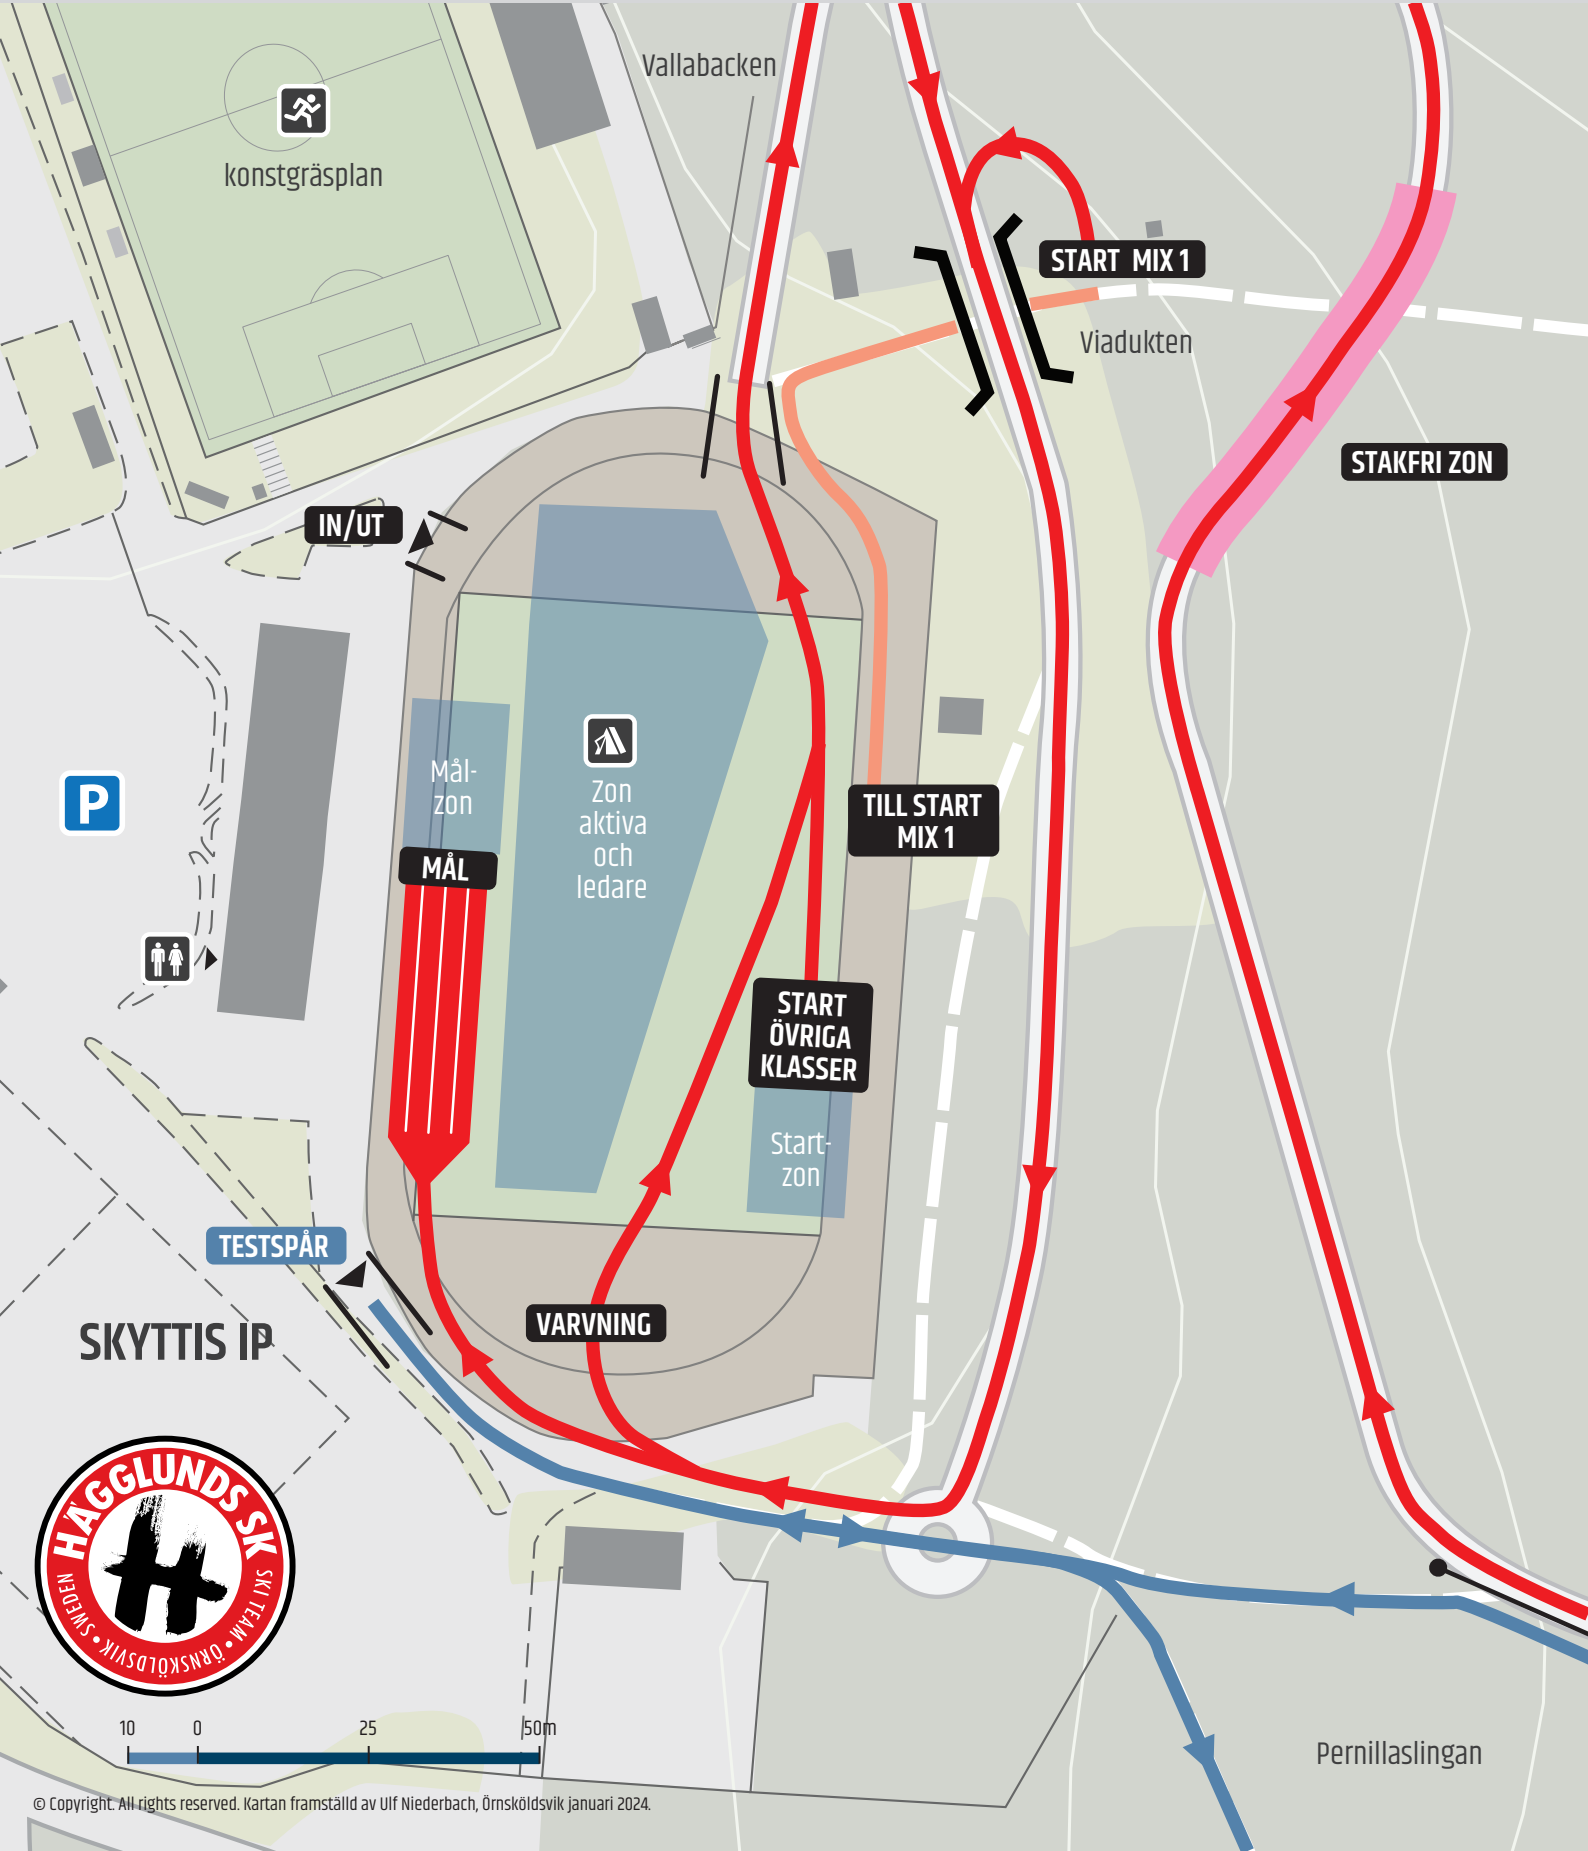 Vallabacken
konstgräsplan
START MIX 1
Viadukten
STAKFRI ZON
IN/UT
Mål-
zon
Zon
aktiva
och
ledare
TILL START
MIX 1
P
MÅL
START
ÖVRIGA
KLASSER
Start-
zon
TESTSPÅR
VARVNING
SKYTTIS IP
HÄGGLUNDS SK
SKI TEAM • ÖRNSKÖLDSVIK • SWEDEN
H
10 0 25 50m
Pernillaslingan
© Copyright. All rights reserved. Kartan framställd av Ulf Niederbach, Örnsköldsvik januari 2024.